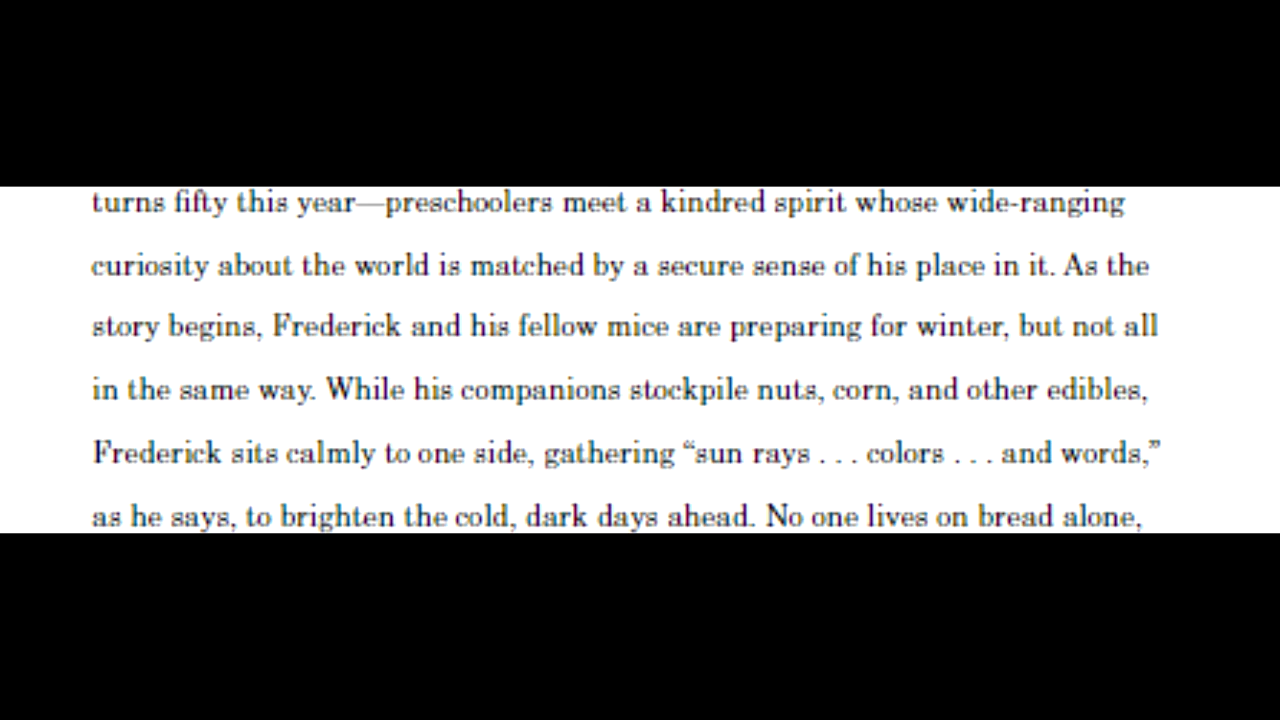 turns fifty this year—preschoolers meet a kindred spirit whose wide-ranging
curiosity about the world is matched by a secure sense of his place in it. As the
story begins, Frederick and his fellow mice are preparing for winter, but not all
in the same way. While his companions stockpile nuts, corn, and other edibles,
Frederick sits calmly to one side, gathering “sun rays . . . colors . . . and words,”
as he says, to brighten the cold, dark days ahead. No one lives on bread alone,